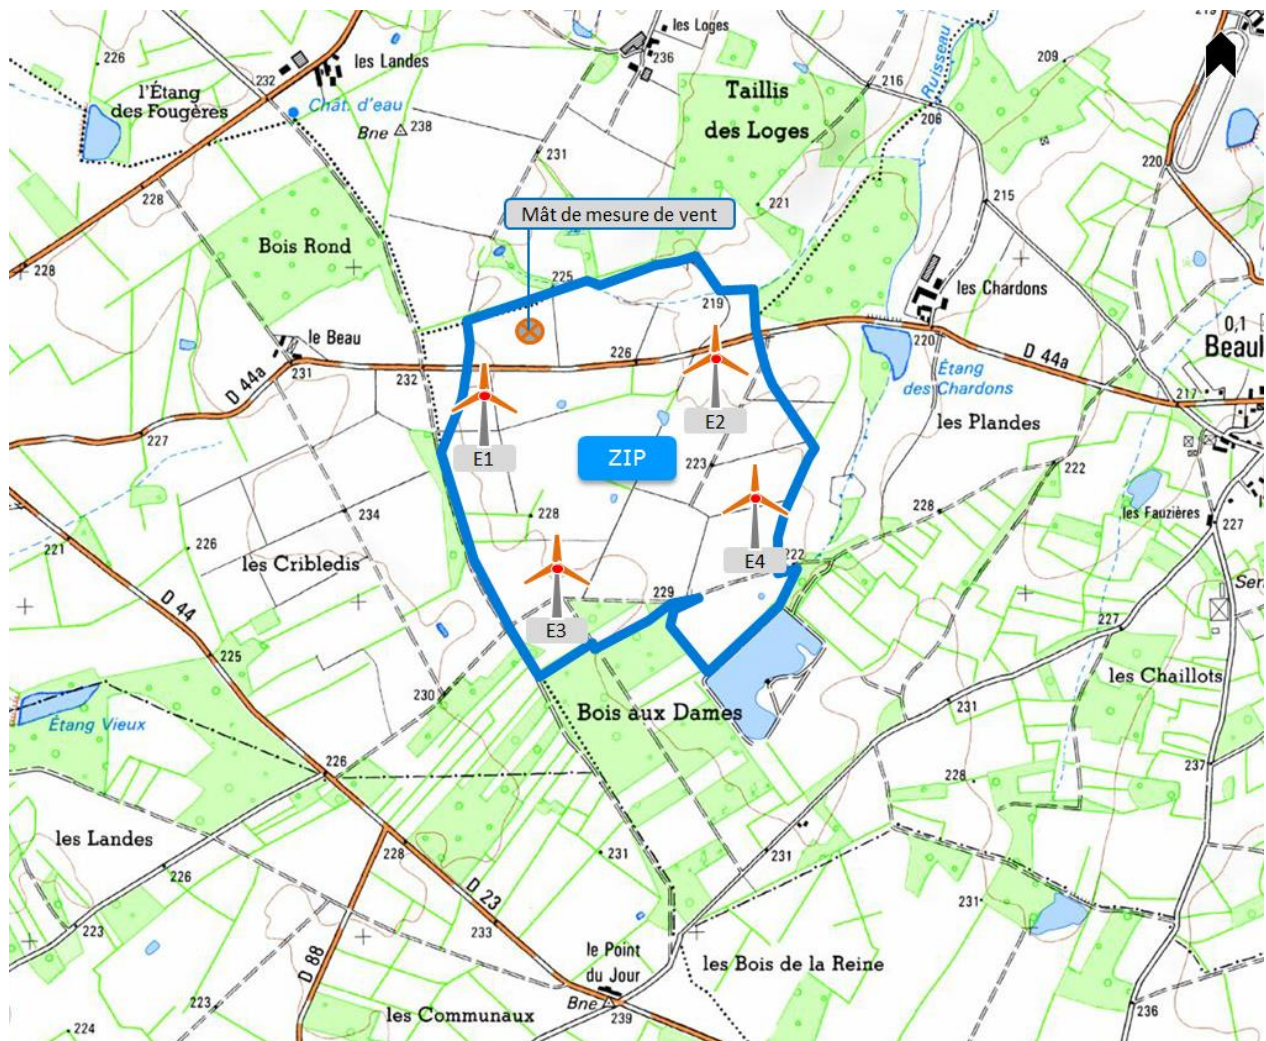 les Loges
236
226
les Landes
232
l'Étang
des Fougères
Chât. d'eau
Bne
238
Taillis
des Loges
216
209
Ruisseau
206
219
220
231
228
215
221
Mât de mesure de vent
Bois Rond
228
225
219
les Chardons
le Beau
231
D 44a
232
226
220
D 44a
0,1
Étang
des Chardons
217
227
E1
E2
ZIP
les Plandes
223
222
228
234
228
les Fauzières
227
221
226
les Cribledis
E4
222
229
E3
D 44
225
227
les Chaillots
230
Étang Vieux
Bois aux Dames
231
226
237
228
les Landes
228
231
231
226
D 23
231
223
233
D 88
le Point
du Jour
les Bois de la Reine
223
Bne
239
les Communaux
224
236